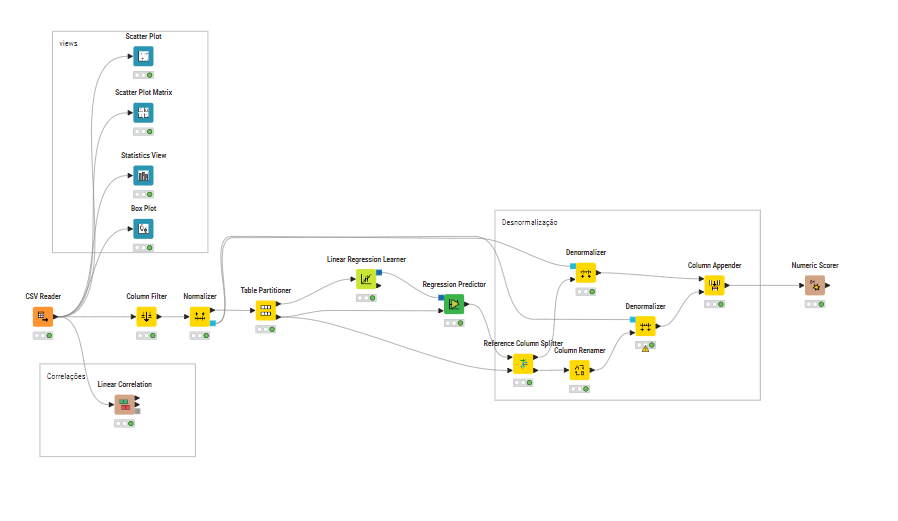 Scatter Plot
views
Scatter Plot Matrix
Statistics View
Box Plot
Desnormalização
Denormalizer
Linear Regression Learner
Column Appender
Numeric Scorer
Regression Predictor
Table Partitioner
CSV Reader
Column Filter
Normalizer
Denormalizer
Reference Column Splitter
Column Renamer
Correlações
Linear Correlation